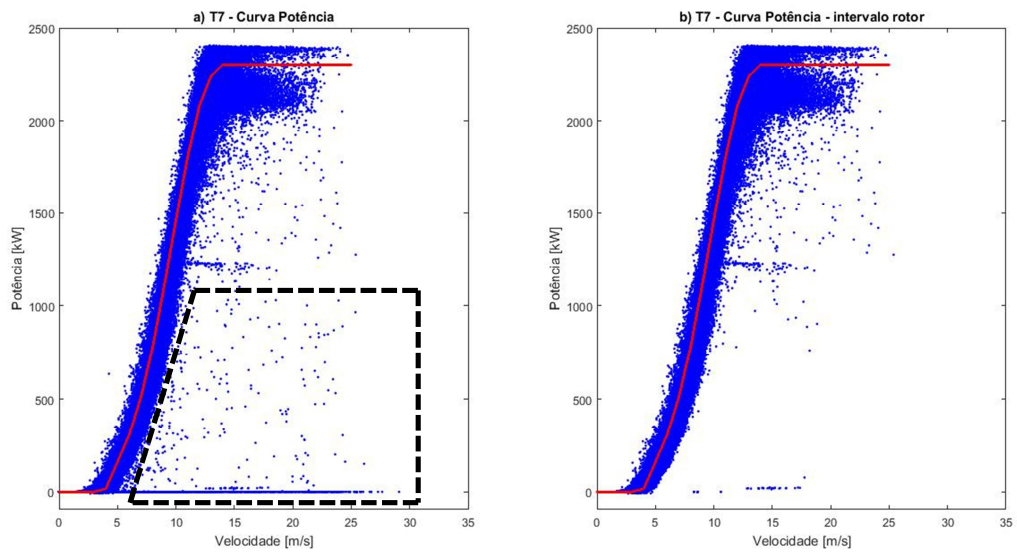 a) T7 - Curva Potência
2500
2000
1500
1000
500
0
Potência [kW]
0 5 10 15 20 25 30 35
Velocidade [m/s]
b) T7 - Curva Potência - intervalo rotor
2500
2000
1500
1000
500
0
Potência [kW]
0 5 10 15 20 25 30 35
Velocidade [m/s]